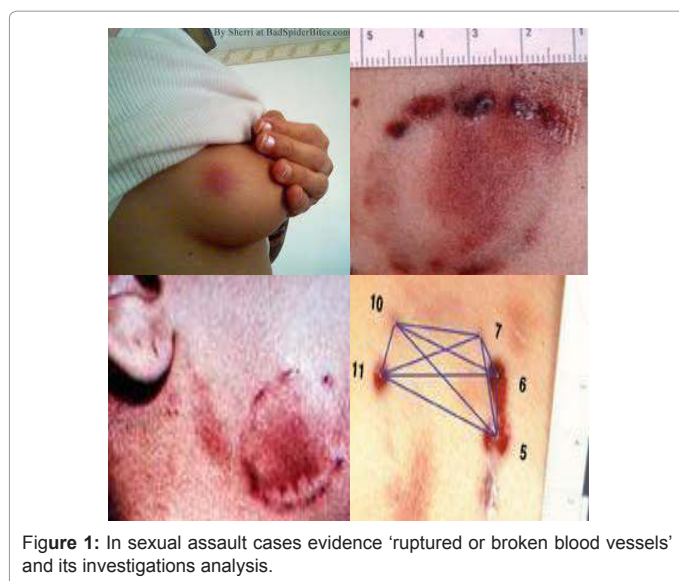 By Sherri at BadSpiderBites.com
5 4 3 2 1
10
7
11
6
5
Figure 1: In sexual assault cases evidence ‘ruptured or broken blood vessels’
and its investigations analysis.